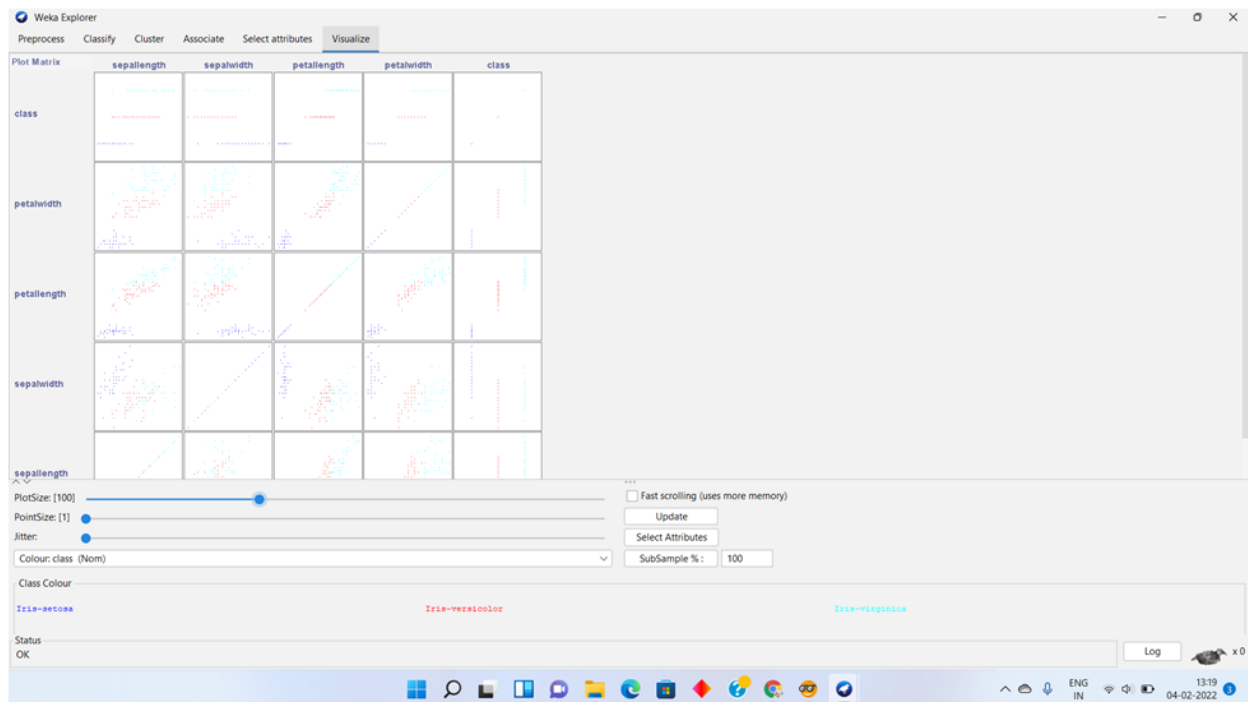 Weka Explorer
Preprocess Classify Cluster Associate Select attributes Visualize
Plot Matrix sepallength sepalwidth petallength petalwidth class
class
petalwidth
petallength
sepalwidth
sepallength
PlotSize: [100] Fast scrolling (uses more memory)
PointSize: [1] Update
Jitter: Select Attributes
Colour: class (Nom) SubSample % : 100
Class Colour
Iris-setosa Iris-versicolor Iris-virginica
Status
OK Log x 0
ENG 13:19
IN 04-02-2022 3